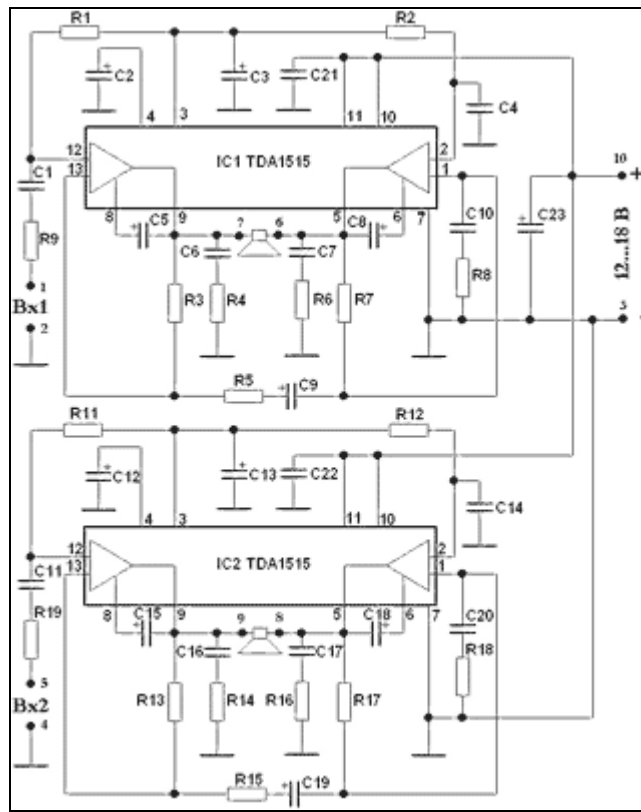 R1 R2
C2 C3 C21 C4
4 3 11 10
12 IC1 TDA1515 2
13 1
C1
8 C5 9 7 6 5 C8 6 7
10 +
C10 C23
R9 C6 C7
12...18 В
1 R3 R4 R6 R7 R8
Вх1
2
R5 C9
R11 R12
C12 C13 C22 C14
4 3 11 10
12 IC2 TDA1515 2
13 1
C11
8 C15 9 9 8 5 C18 6 7
C20
R19 C16 C17 R18
R13 R14 R16 R17
Вх2
4
R15 C19